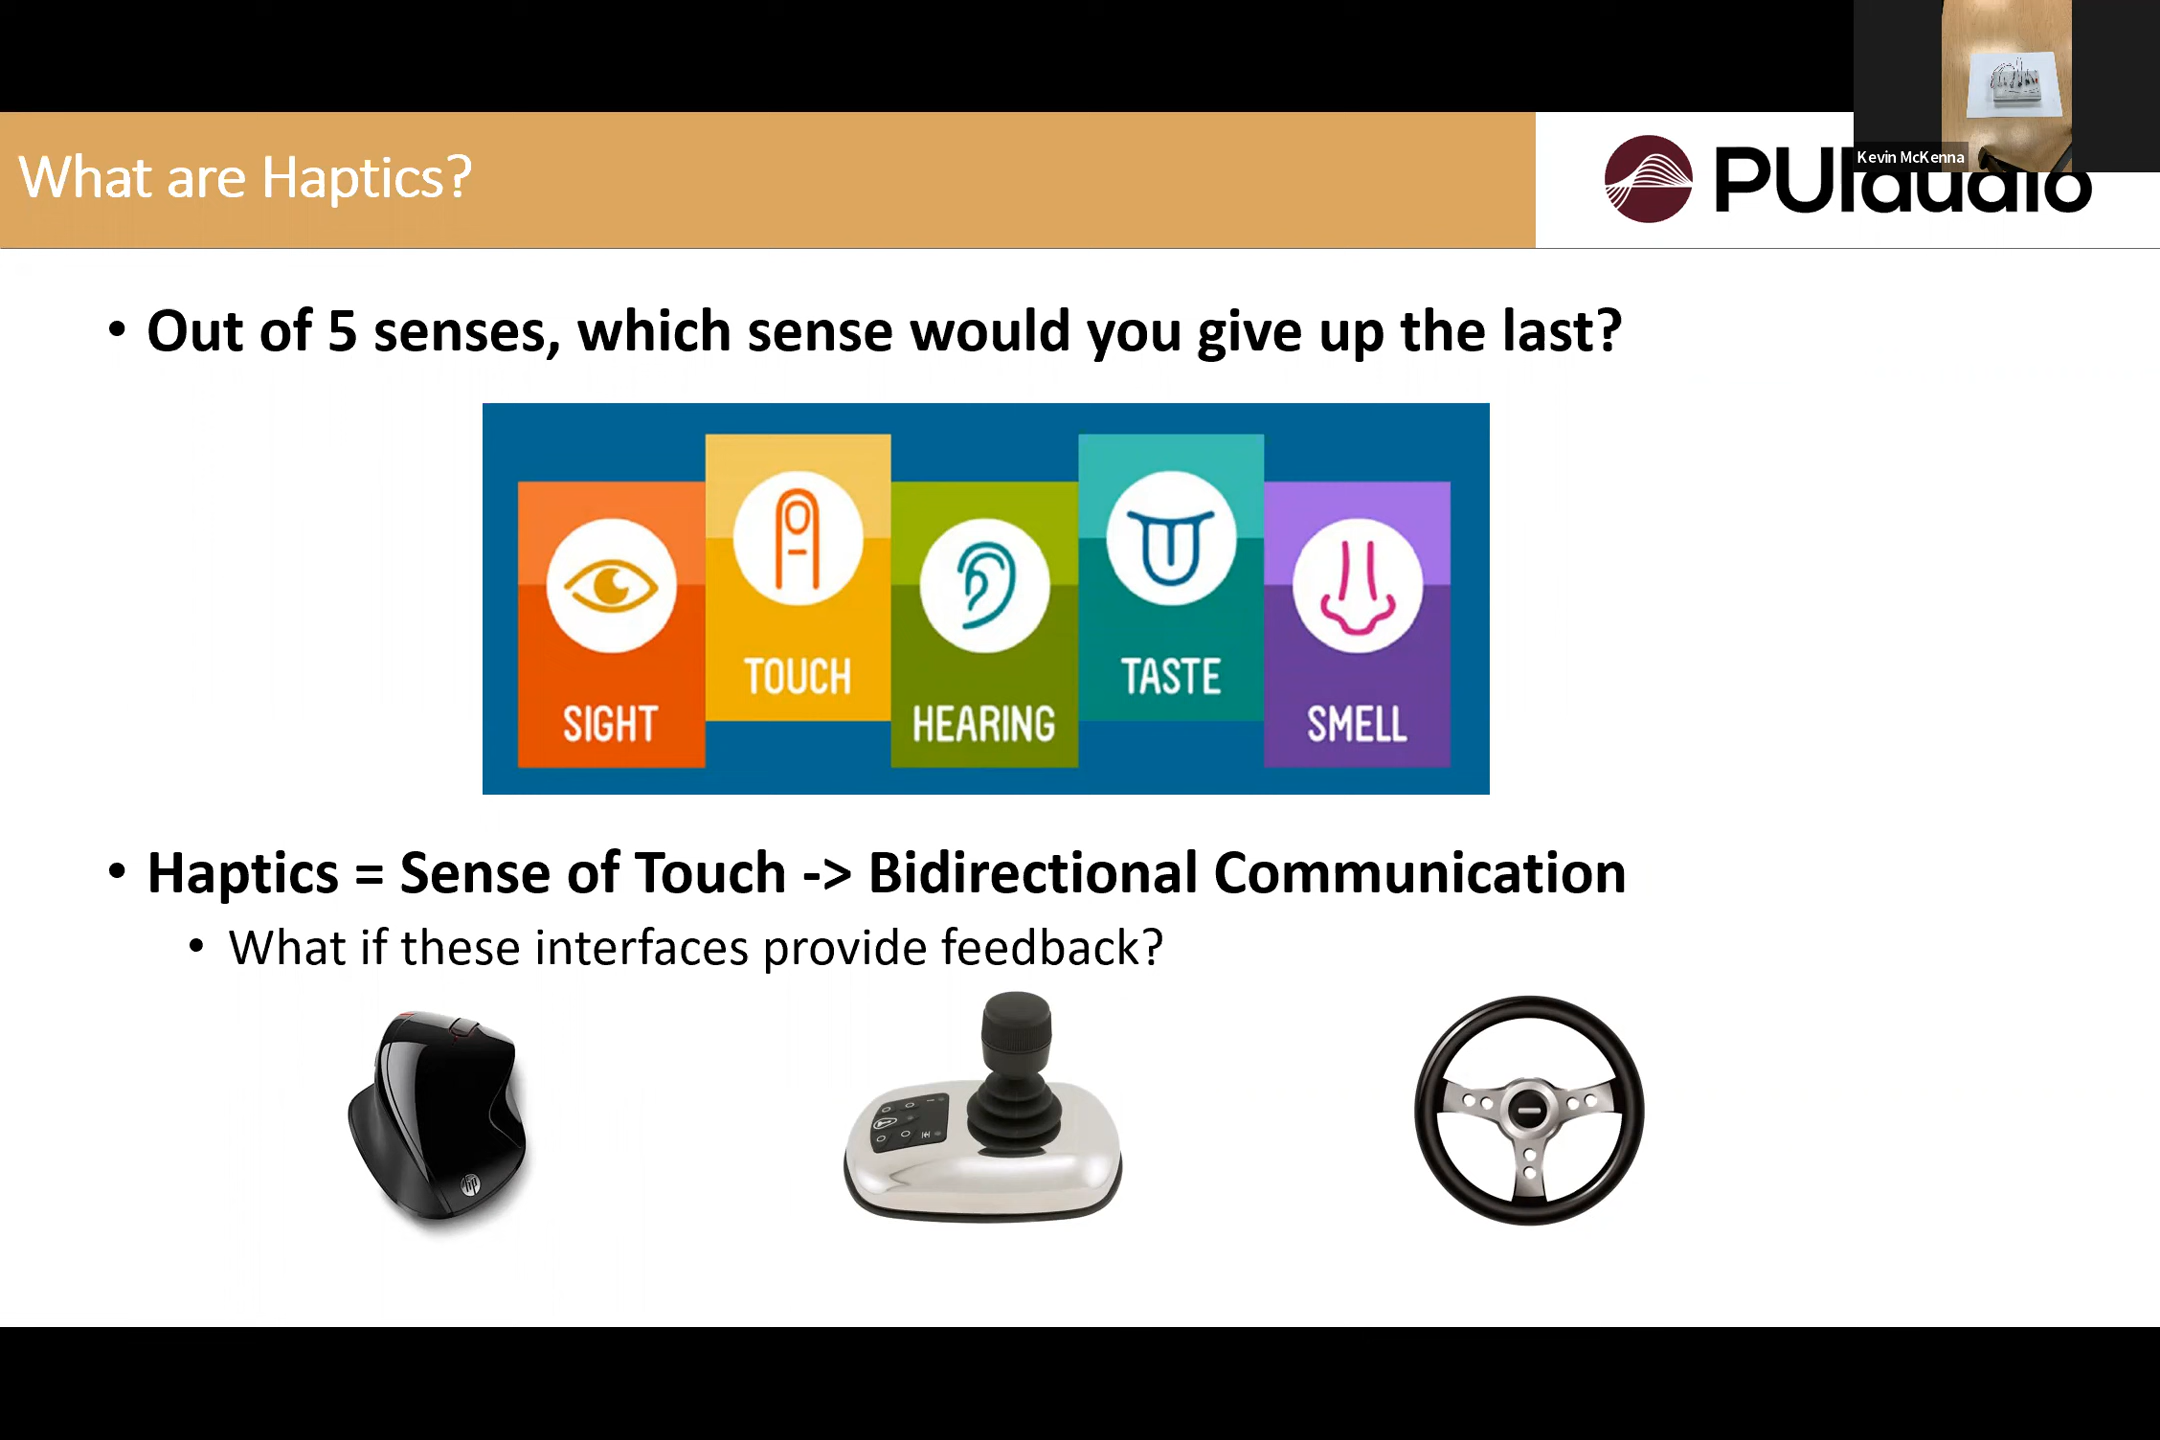 Kevin McKenna
What are Haptics?
PUIaudio
• Out of 5 senses, which sense would you give up the last?
SIGHT
TOUCH
HEARING
TASTE
SMELL
• Haptics = Sense of Touch -> Bidirectional Communication
• What if these interfaces provide feedback?
hp